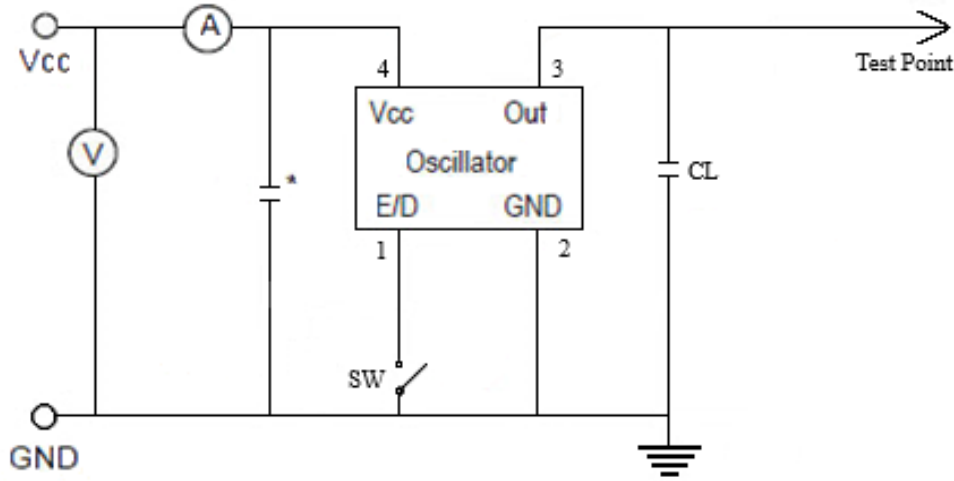 A
Vcc
4
3
Test Point
Vcc Out
V
Oscillator
*
CL
E/D GND
1
2
SW
GND